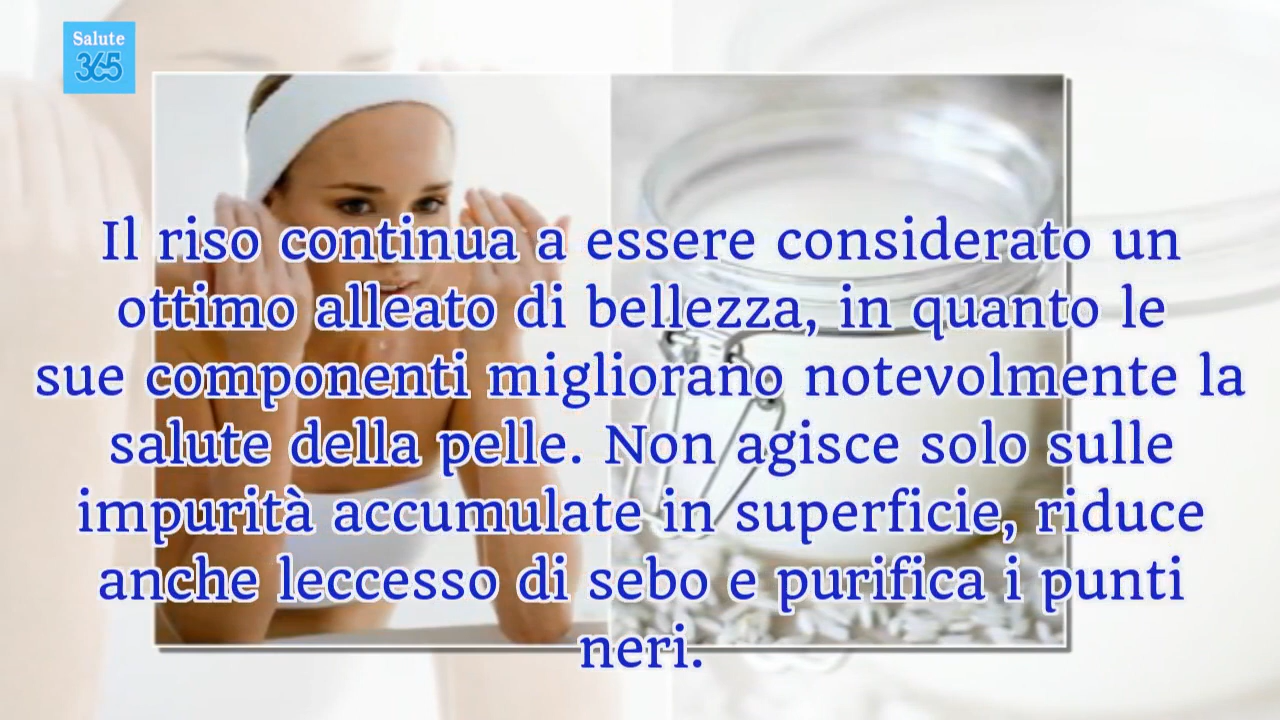 Salute
365
Il riso continua a essere considerato un
ottimo alleato di bellezza, in quanto le
sue componenti migliorano notevolmente la
salute della pelle. Non agisce solo sulle
impurità accumulate in superficie, riduce
anche leccesso di sebo e purifica i punti
neri.